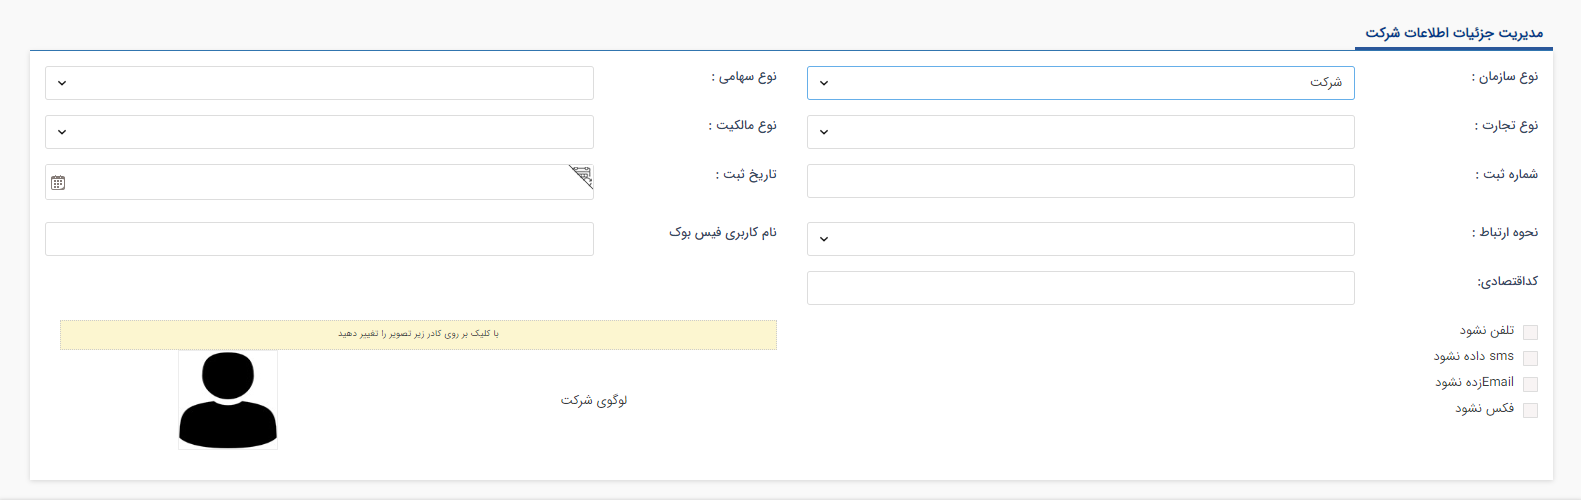 مدیریت جزئیات اطلاعات شرکت
نوع سازمان :
شرکت
نوع سهامی :
نوع تجارت :
نوع مالکیت :
شماره ثبت :
تاریخ ثبت :
نحوه ارتباط :
نام کاربری فیس بوک
کداقتصادی:
تلفن نشود
sms داده نشود
Emailزده نشود
فکس نشود
با کلیک بر روی کادر زیر تصویر را تغییر دهید
لوگوی شرکت